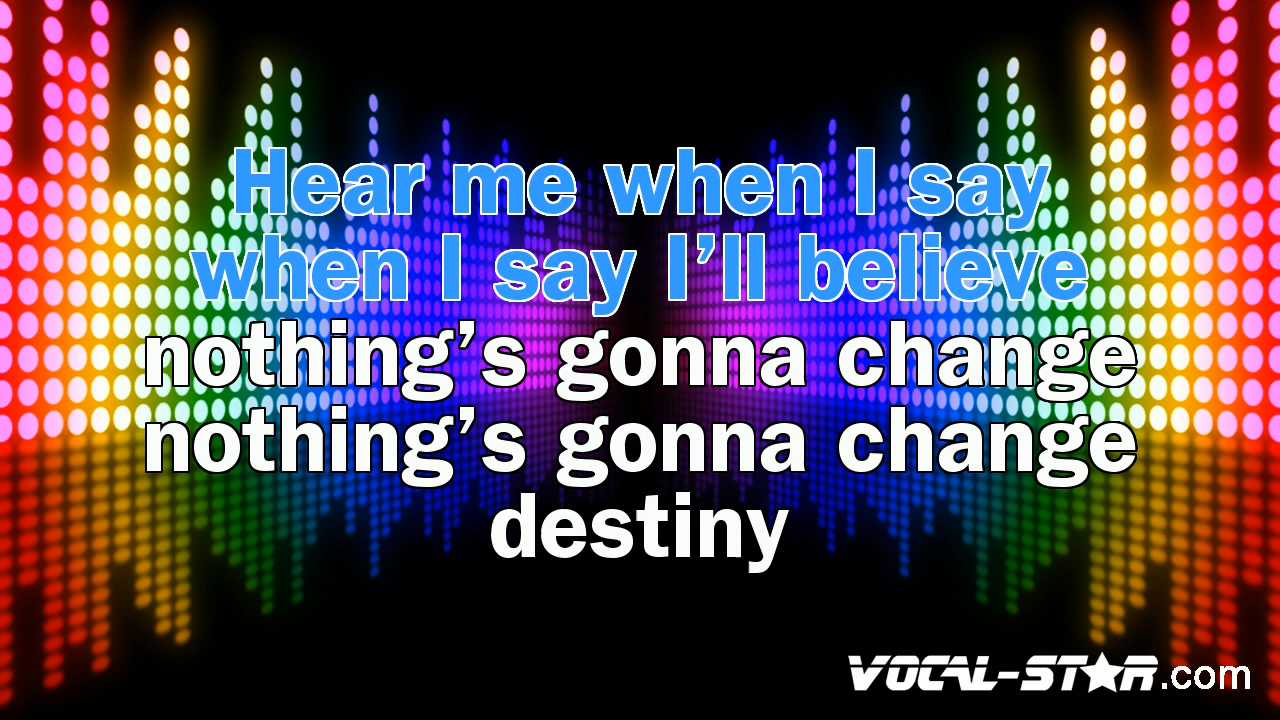 Hear me when I say
when I say I’ll believe
nothing’s gonna change
nothing’s gonna change
destiny
VOCAL-STAR.com